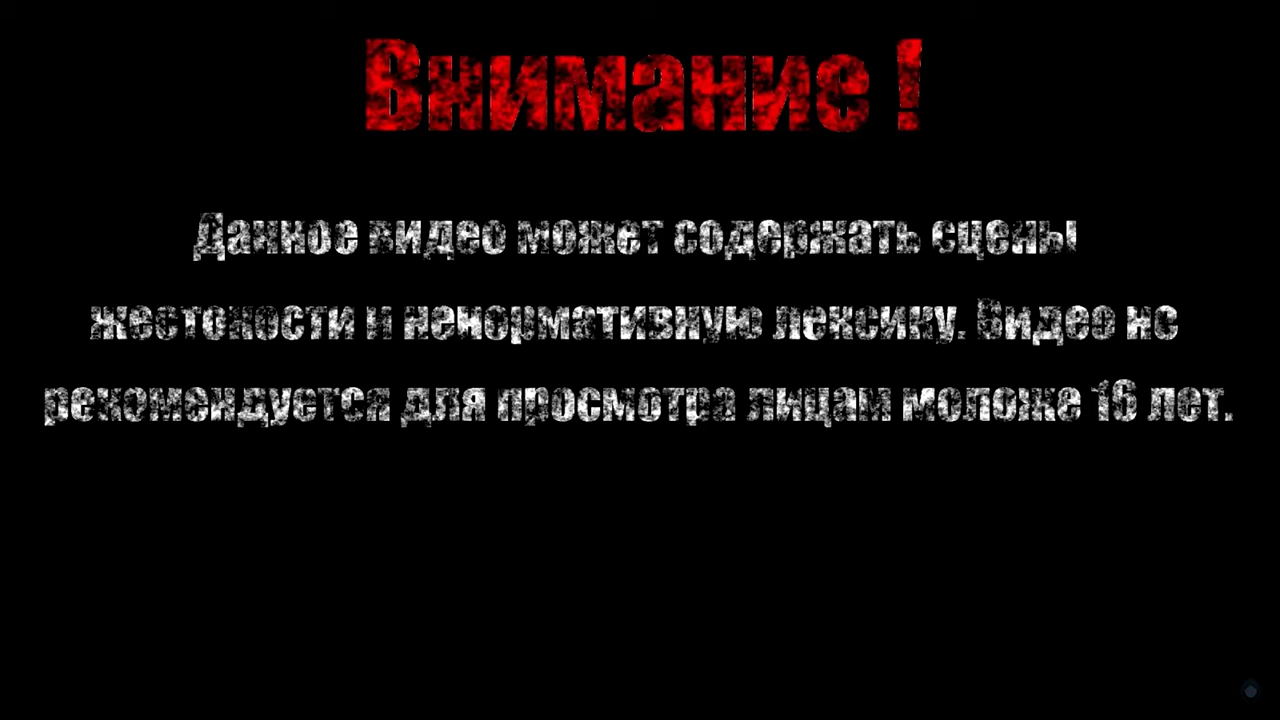 Внимание !
Данное видео может содержать сцены
жестокости и ненормативную лексику. Видео не
рекомендуется для просмотра лицам моложе 16 лет.